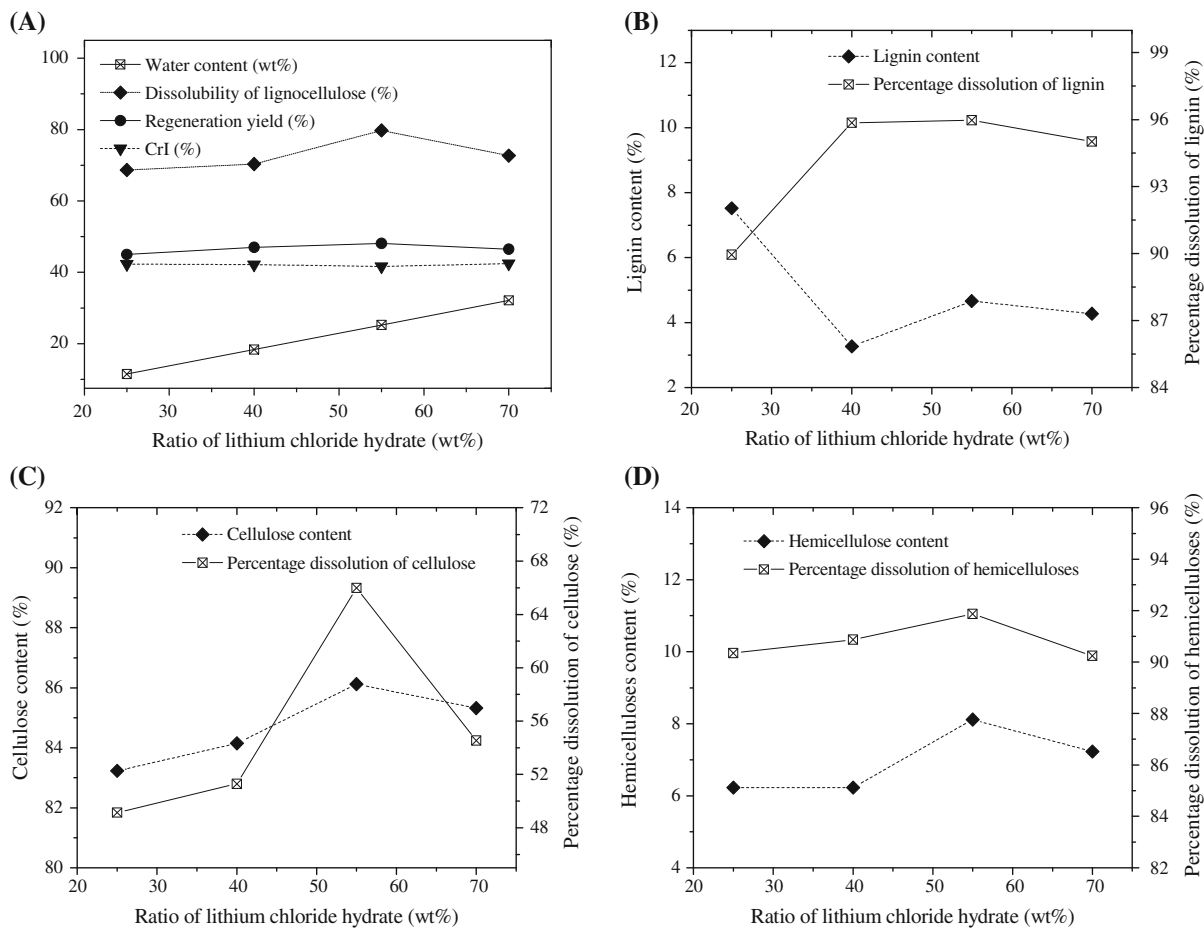 (A)
100
80
60
40
20
Water content (wt%)
Dissolubility of lignocellulose (%)
Regeneration yield (%)
CrI (%)
20 30 40 50 60 70
Ratio of lithium chloride hydrate (wt%)
(B)
Lignin content (%)
12
10
8
6
4
2
Lignin content
Percentage dissolution of lignin
99
96
93
90
87
84
Percentage dissolution of lignin (%)
20 30 40 50 60 70
Ratio of lithium chloride hydrate (wt%)
(C)
Cellulose content (%)
92
90
88
86
84
82
80
Cellulose content
Percentage dissolution of cellulose
72
68
64
60
56
52
48
Percentage dissolution of cellulose (%)
20 30 40 50 60 70
Ratio of lithium chloride hydrate (wt%)
(D)
Hemicelluloses content (%)
14
12
10
8
6
4
Hemicellulose content
Percentage dissolution of hemicelluloses
96
94
92
90
88
86
84
82
Percentage dissolution of hemicelluloses (%)
20 30 40 50 60 70
Ratio of lithium chloride hydrate (wt%)